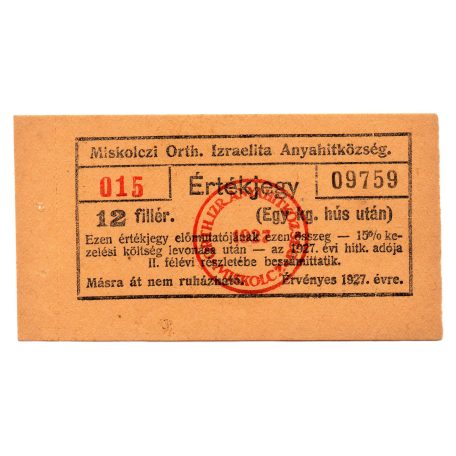 Miskolczi Orth. Izraelita Anyahitközség.
015 Értékjegy 09759
12 fillér. (Egy kg. hús után)
Ezen értékjegy előmutatójának ezen összeg — 15% ke-
zelési költség levonása után — az 1927. évi hitk. adója
II. félévi részletébe beszámíttatik.
Másra át nem ruházható. Érvényes 1927. évre.
1927
MISKOLCZ